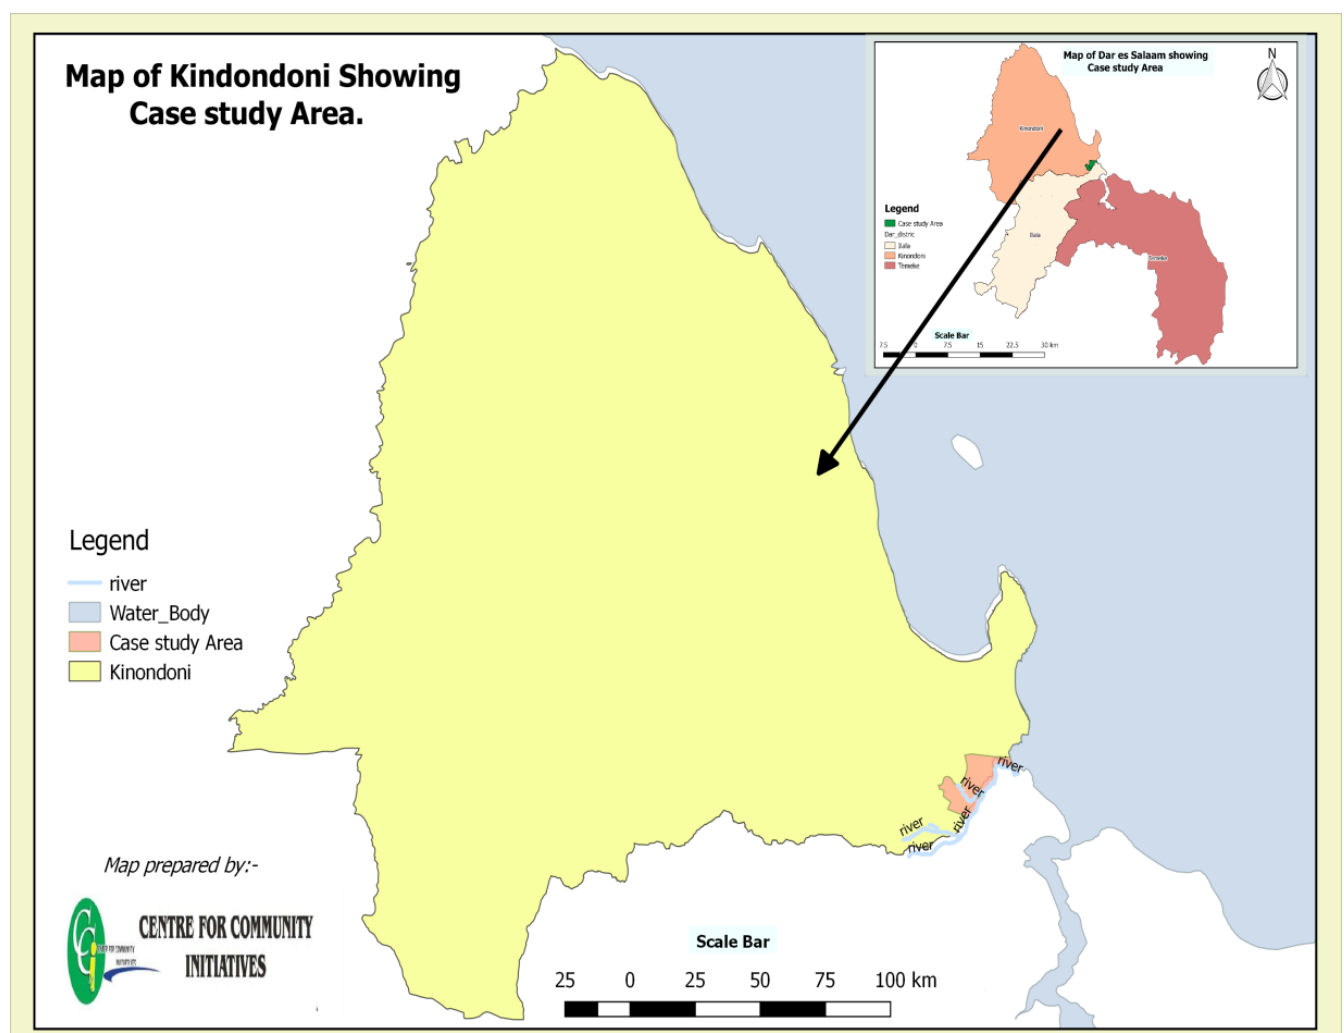 Map of Kindondoni Showing
Case study Area.
Map of Dar es Salaam showing
Case study Area
N
Kinondoni
Ilala
Temeke
Legend
Case study Area
Dar_distric
Ilala
Kinondoni
Temeke
Scale Bar
7.5 0 7.5 15 22.5 30 km
Legend
river
Water_Body
Case study Area
Kinondoni
river
river
river
river
river
Map prepared by:-
CCi
CENTRE FOR COMMUNITY
INITIATIVES
Scale Bar
25 0 25 50 75 100 km